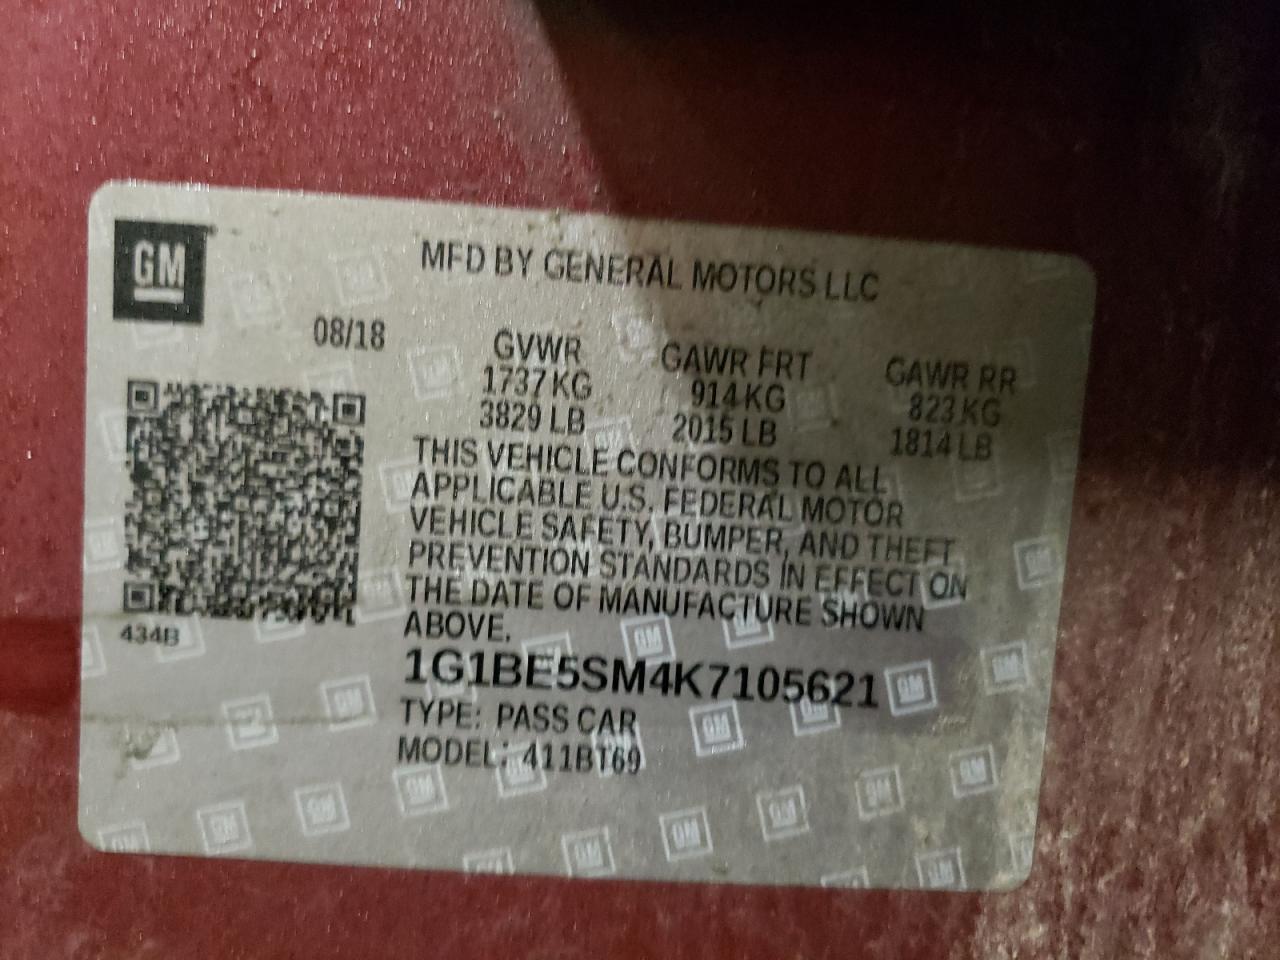 GM
MFD BY GENERAL MOTORS LLC
08/18
GVWR GAWR FRT GAWR RR
1737 KG 914 KG 823 KG
3829 LB 2015 LB 1814 LB
THIS VEHICLE CONFORMS TO ALL
APPLICABLE U.S. FEDERAL MOTOR
VEHICLE SAFETY, BUMPER, AND THEFT
PREVENTION STANDARDS IN EFFECT ON
THE DATE OF MANUFACTURE SHOWN
ABOVE.
434B
1G1BE5SM4K7105621
TYPE: PASS CAR
MODEL: 411BT69